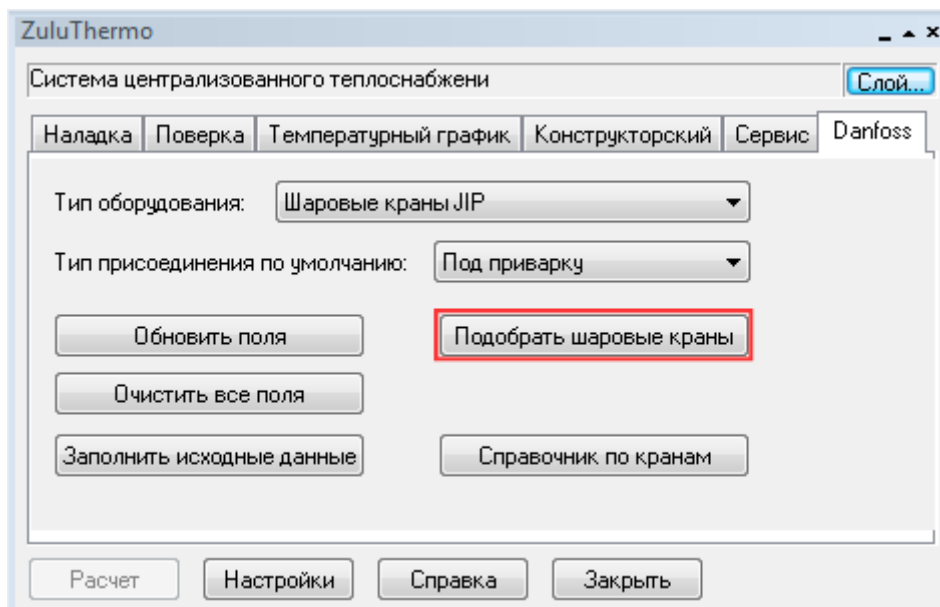 ZuluThermo
Система централизованного теплоснабжени Слой...
Наладка Поверка Температурный график Конструкторский Сервис Danfoss
Тип оборудования: Шаровые краны JIP
Тип присоединения по умолчанию: Под приварку
Обновить поля Подобрать шаровые краны
Очистить все поля
Заполнить исходные данные Справочник по кранам
Расчет Настройки Справка Закрыть